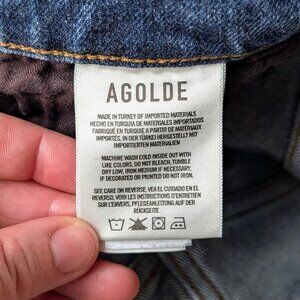 AGOLDE
MADE IN TURKEY OF IMPORTED MATERIALS
HECHO EN TURQUIA DE MATERIALES IMPORTADOS
FABRIQUÉ EN TURQUIE A PARTIR DE MATÉRIAUX
IMPORTÉS, IN DER TÜRKEI HERGESTELLT MIT
IMPORTIERTEN MATERIALIEN
MACHINE WASH COLD INSIDE OUT WITH
LIKE COLORS, DO NOT BLEACH, TUMBLE
DRY LOW, IRON MEDIUM IF NECESSARY,
IF DECORATED OR PRINTED DO NOT IRON.
SEE CARE ON REVERSE, VEA EL CUIDADO EN EL
REVERSO, VOIR LES INSTRUCTIONS D'ENTRETIEN
SUR L'ENVERS, PFLEGEANLEITUNG AUF DER
RÜCKSEITE